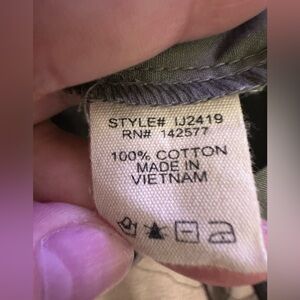 STYLE# IJ2419
RN# 142577
100% COTTON
MADE IN
VIETNAM